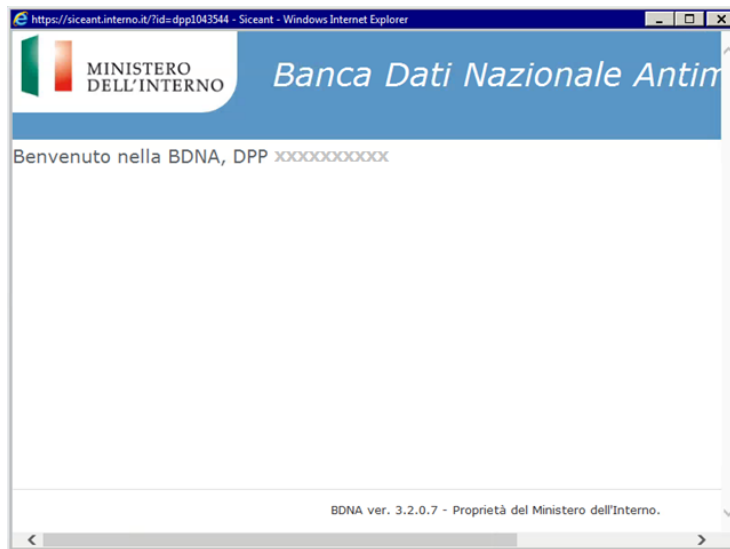 https://siceant.interno.it/?id=dpp1043544 - Siceant - Windows Internet Explorer
MINISTERO
DELL'INTERNO
Banca Dati Nazionale Antim
Benvenuto nella BDNA, DPP xxxxxxxxxx
BDNA ver. 3.2.0.7 - Proprietà del Ministero dell'Interno.